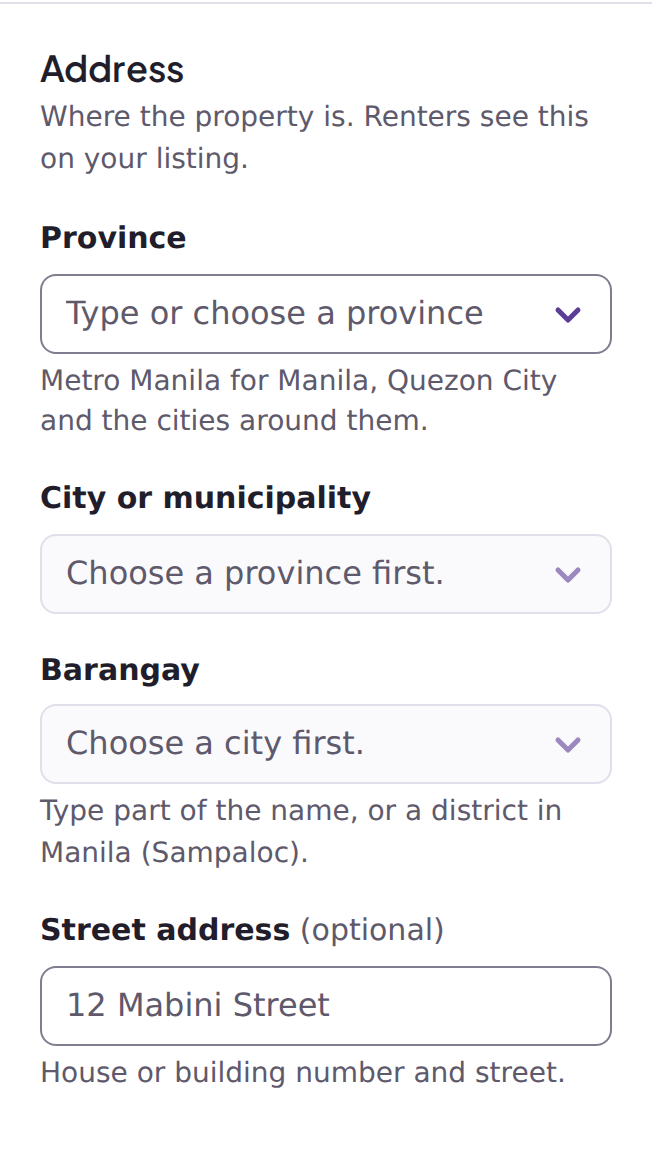 Address
Where the property is. Renters see this
on your listing.
Province
Type or choose a province
Metro Manila for Manila, Quezon City
and the cities around them.
City or municipality
Choose a province first.
Barangay
Choose a city first.
Type part of the name, or a district in
Manila (Sampaloc).
Street address (optional)
12 Mabini Street
House or building number and street.